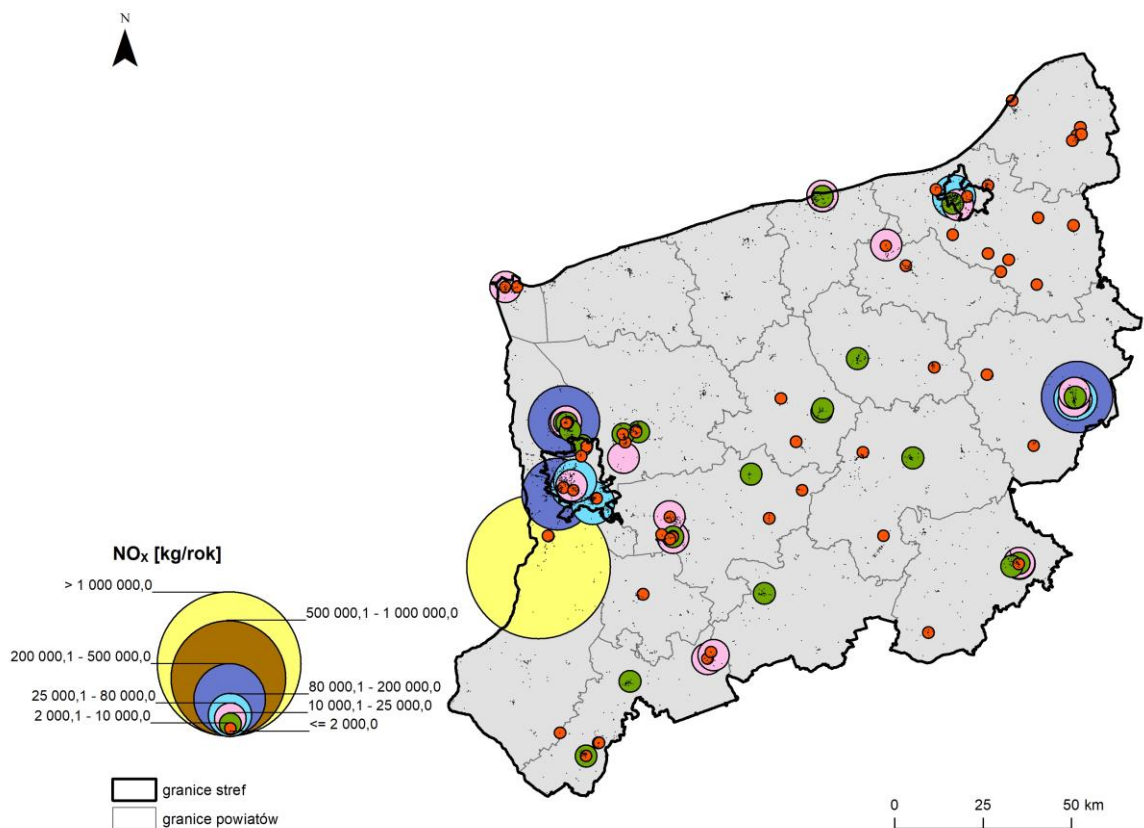 N
NOₓ [kg/rok]
> 1 000 000,0
500 000,1 - 1 000 000,0
200 000,1 - 500 000,0
80 000,1 - 200 000,0
25 000,1 - 80 000,0
10 000,1 - 25 000,0
2 000,1 - 10 000,0
<= 2 000,0
granice stref
granice powiatów
0 25 50 km